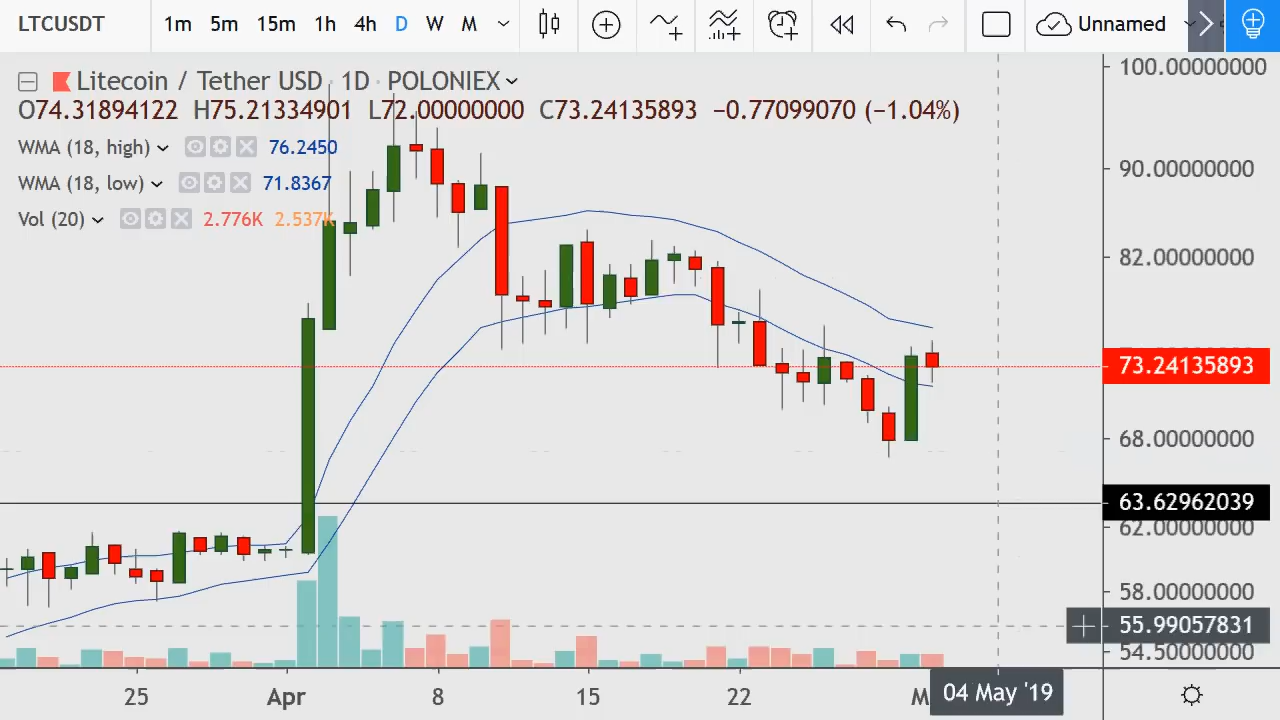 LTCUSDT 1m 5m 15m 1h 4h D W M Unnamed
Litecoin / Tether USD · 1D · POLONIEX
O74.31894122 H75.21334901 L72.00000000 C73.24135893 −0.77099070 (−1.04%)
WMA (18, high) 76.2450
WMA (18, low) 71.8367
Vol (20) 2.776K 2.537K
100.00000000
90.00000000
82.00000000
73.24135893
68.00000000
63.62962039
62.00000000
58.00000000
55.99057831
54.50000000
25 Apr 8 15 22 M 04 May '19